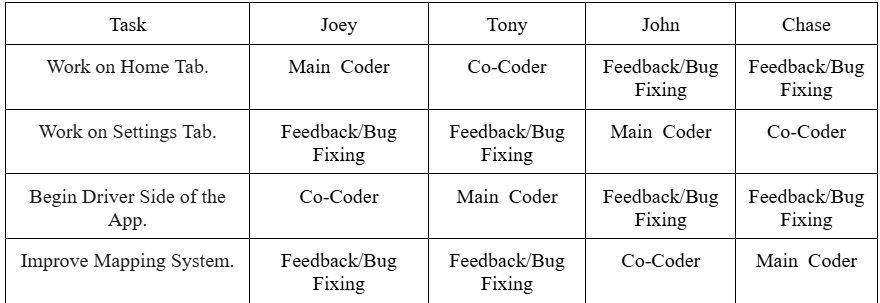 Task Joey Tony John Chase
Work on Home Tab. Main Coder Co-Coder Feedback/Bug Feedback/Bug
Fixing Fixing
Work on Settings Tab. Feedback/Bug Feedback/Bug Main Coder Co-Coder
Fixing Fixing
Begin Driver Side of the Co-Coder Main Coder Feedback/Bug Feedback/Bug
App. Fixing Fixing
Improve Mapping System. Feedback/Bug Feedback/Bug Co-Coder Main Coder
Fixing Fixing